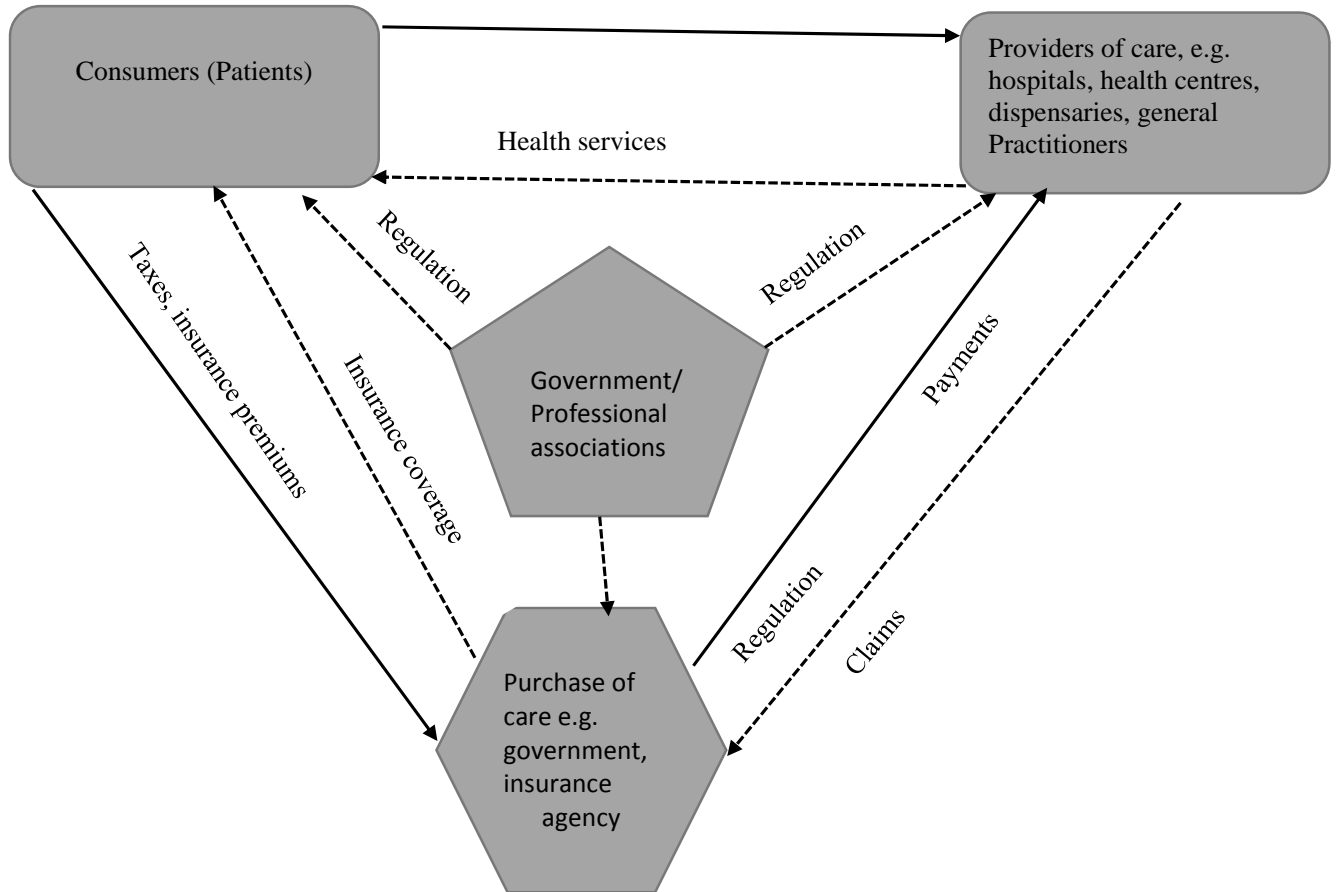 Consumers (Patients)
Providers of care, e.g.
hospitals, health centres,
dispensaries, general
Practitioners
Health services
Regulation
Regulation
Taxes, insurance premiums
Insurance coverage
Government/
Professional
associations
Payments
Regulation
Claims
Purchase of
care e.g.
government,
insurance
agency